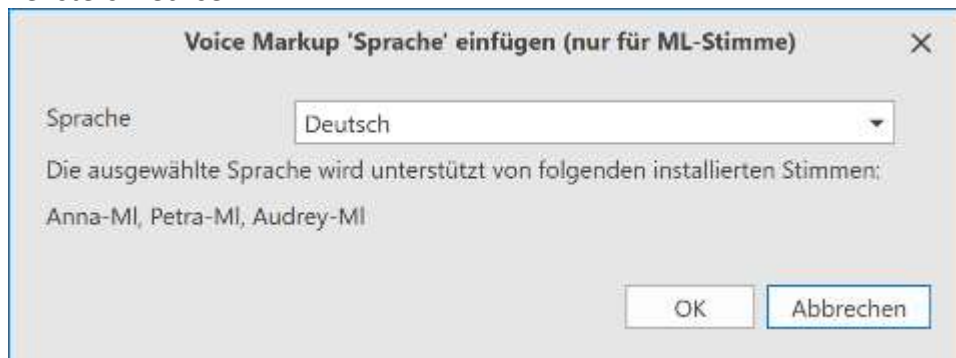 Voice Markup 'Sprache' einfügen (nur für ML-Stimme)
Sprache
Deutsch
Die ausgewählte Sprache wird unterstützt von folgenden installierten Stimmen:
Anna-Ml, Petra-Ml, Audrey-Ml
OK
Abbrechen